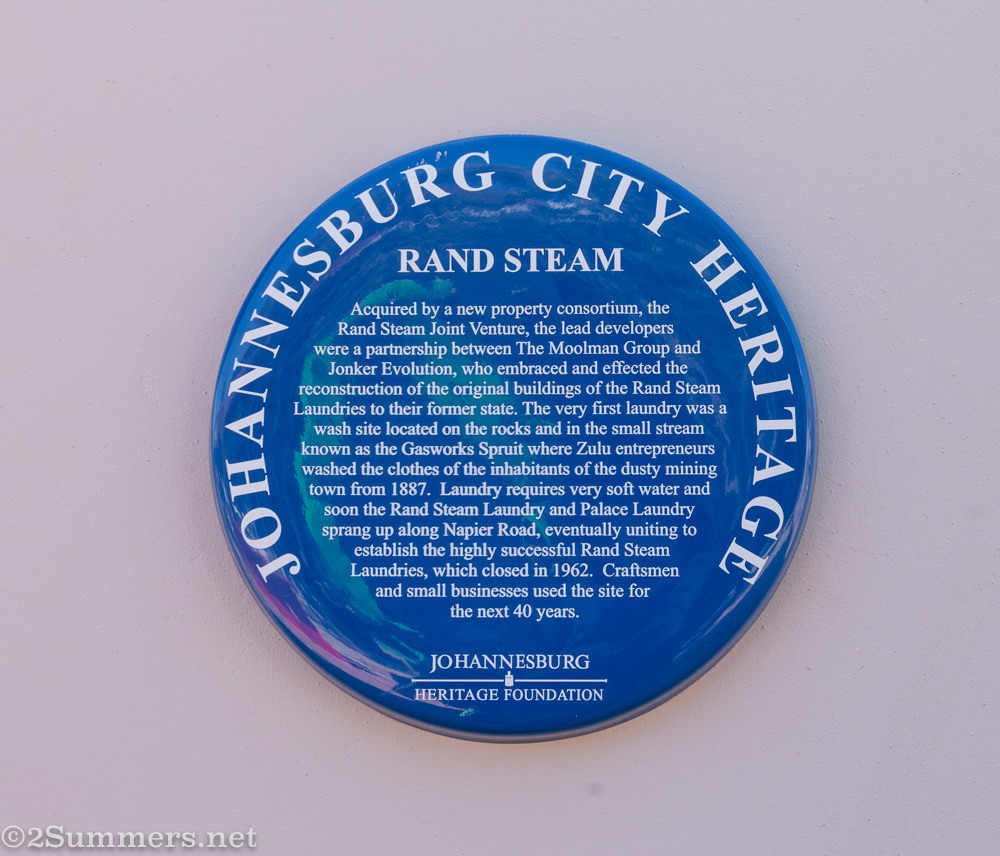 JOHANNESBURG CITY HERITAGE
RAND STEAM
Acquired by a new property consortium, the
Rand Steam Joint Venture, the lead developers
were a partnership between The Moolman Group and
Jonker Evolution, who embraced and effected the
reconstruction of the original buildings of the Rand Steam
Laundries to their former state. The very first laundry was a
wash site located on the rocks and in the small stream
known as the Gasworks Spruit where Zulu entrepreneurs
washed the clothes of the inhabitants of the dusty mining
town from 1887. Laundry requires very soft water and
soon the Rand Steam Laundry and Palace Laundry
sprang up along Napier Road, eventually uniting to
establish the highly successful Rand Steam
Laundries, which closed in 1962. Craftsmen
and small businesses used the site for
the next 40 years.
JOHANNESBURG
HERITAGE FOUNDATION
©2Summers.net